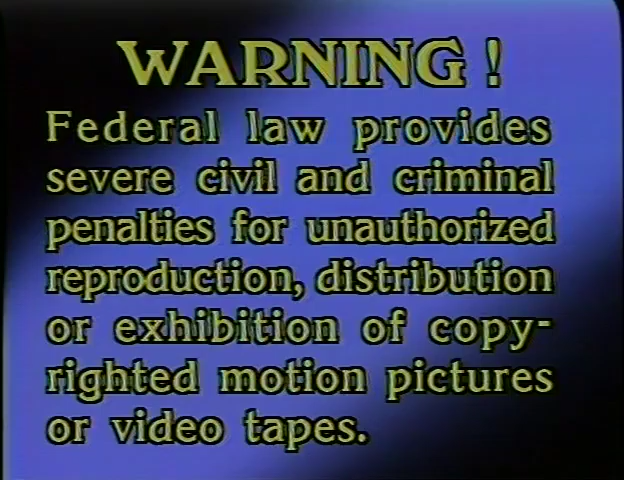 WARNING !
Federal law provides
severe civil and criminal
penalties for unauthorized
reproduction, distribution
or exhibition of copy-
righted motion pictures
or video tapes.